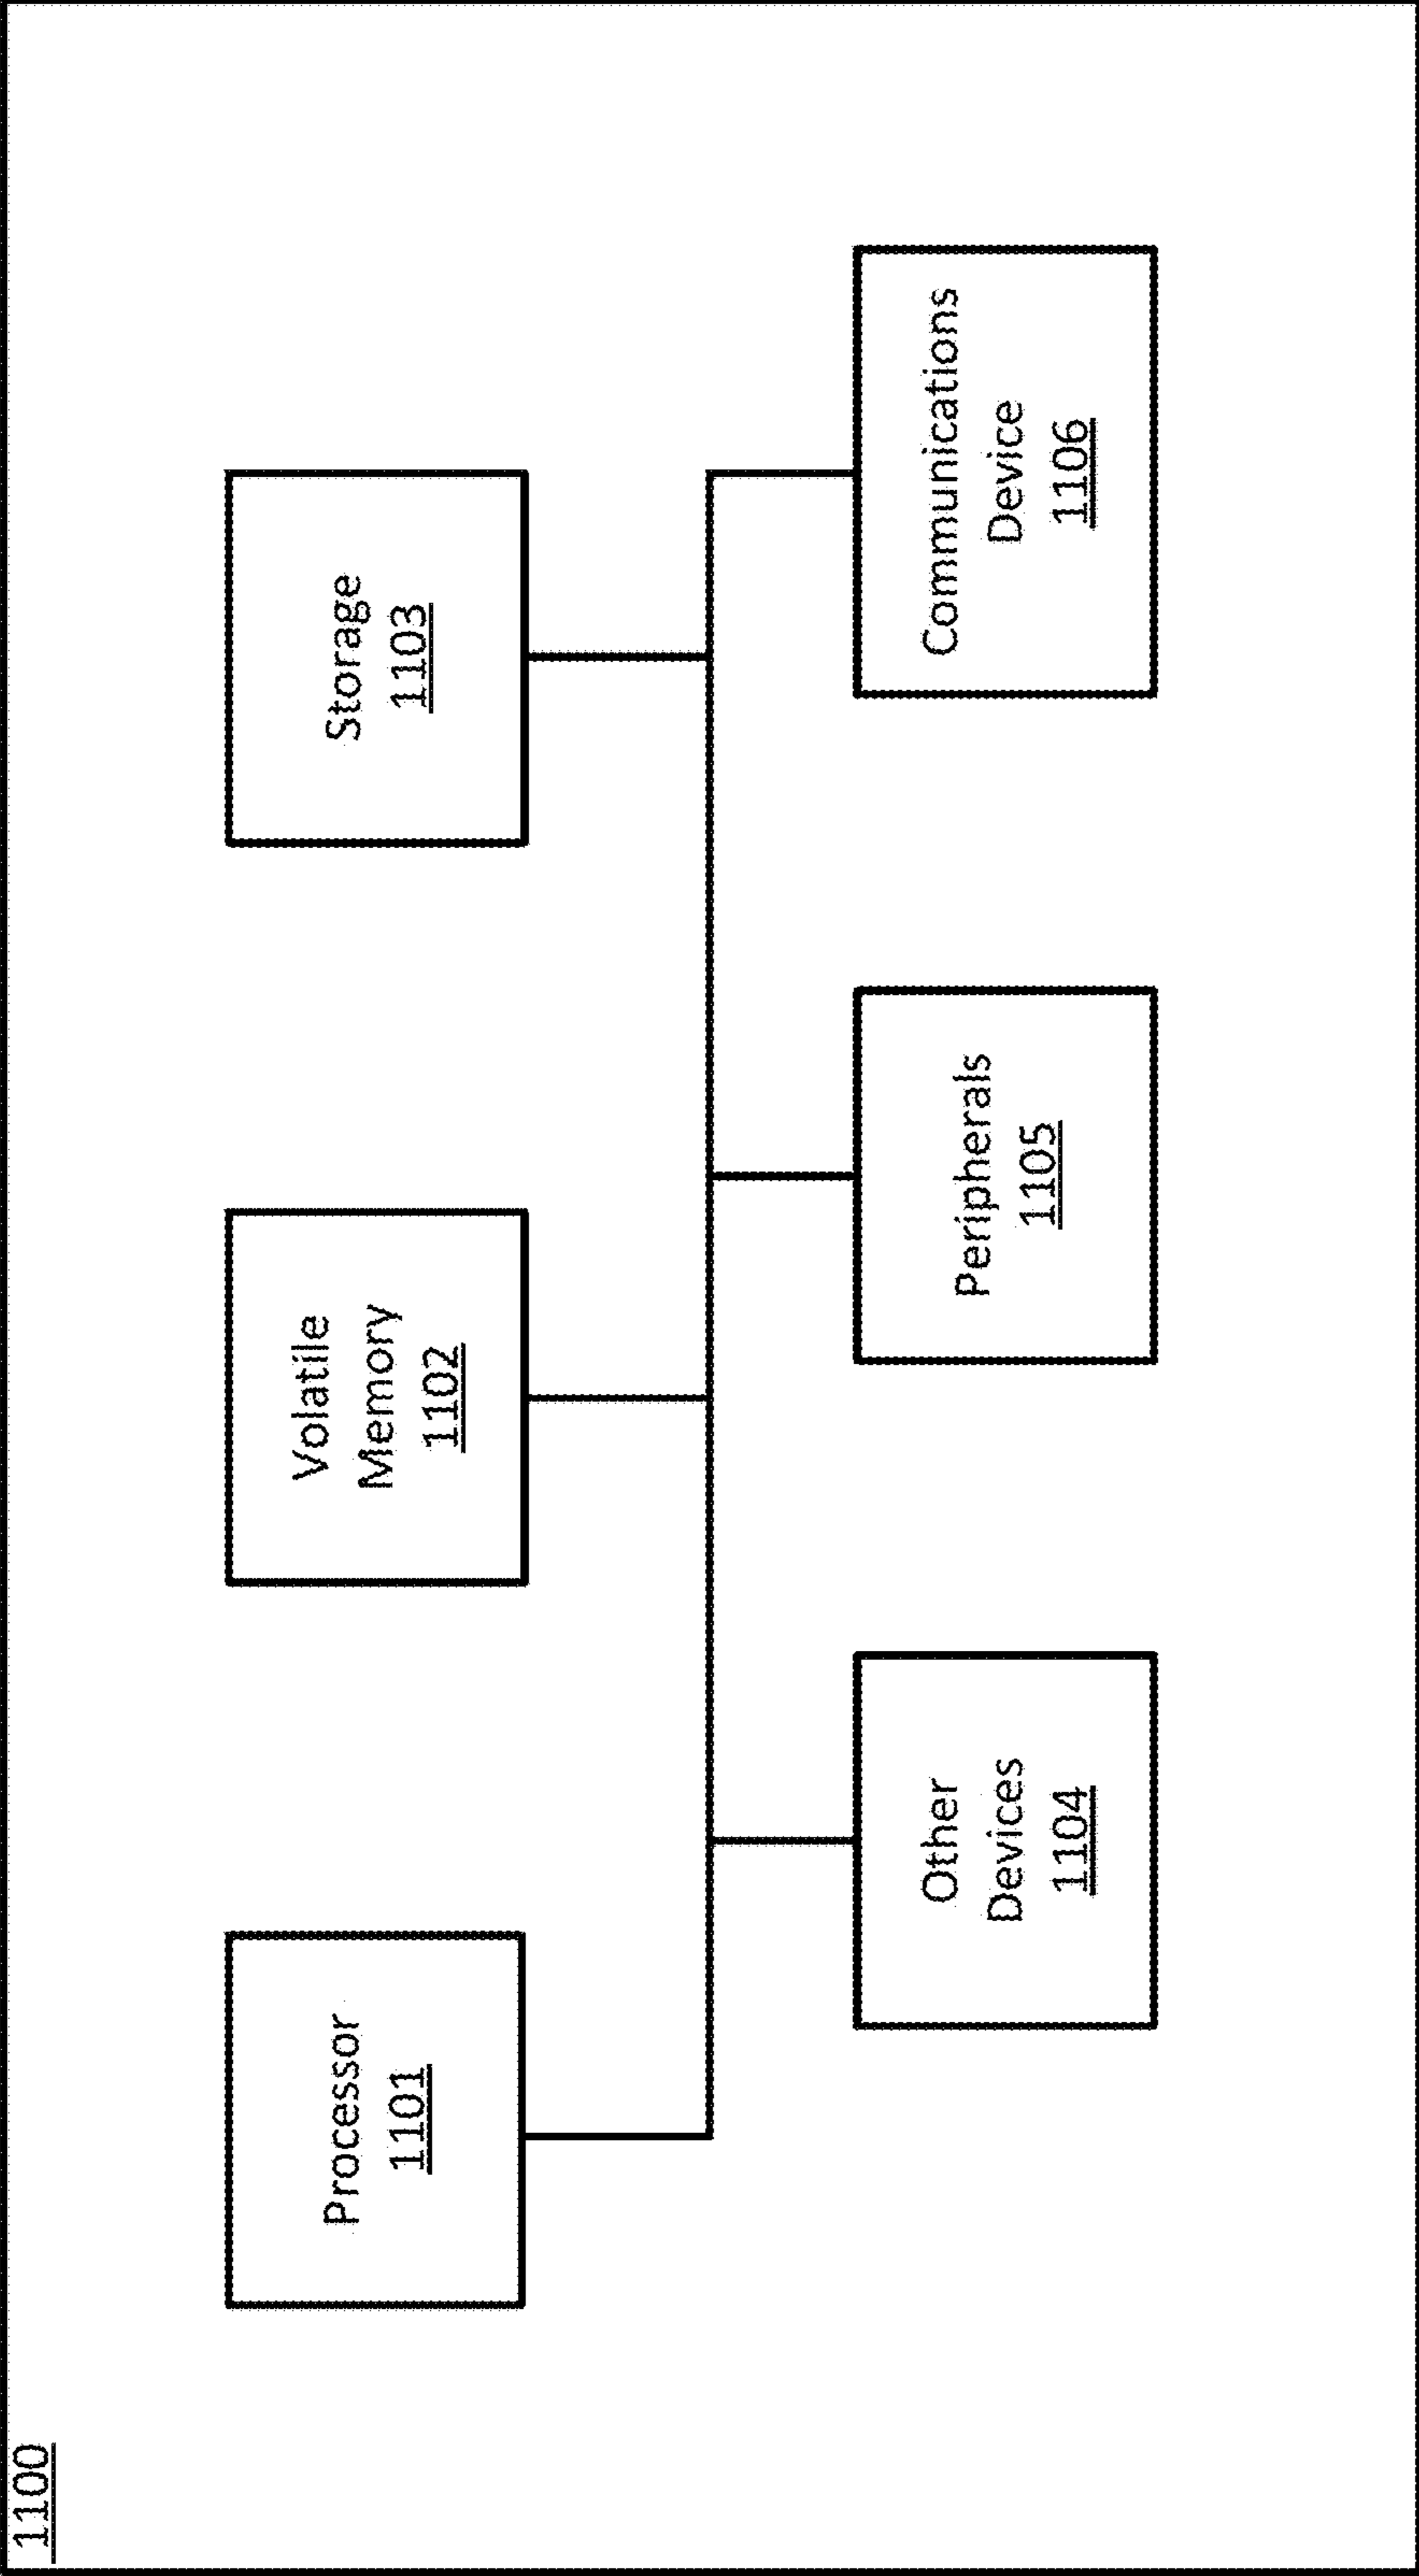 1100
Processor
1101
Volatile
Memory
1102
Storage
1103
Other
Devices
1104
Peripherals
1105
Communications
Device
1106